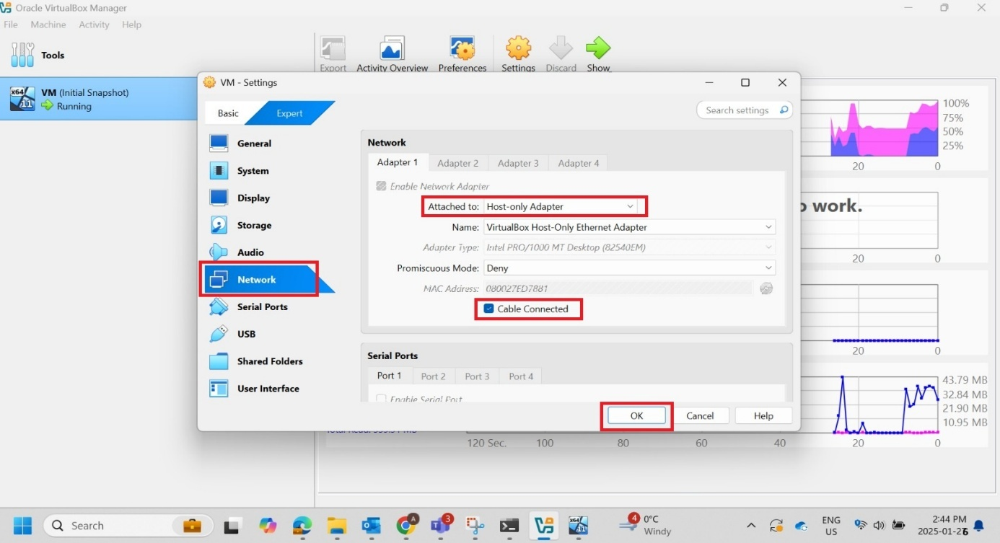 Oracle VirtualBox Manager
File Machine Activity Help
Tools
Export Activity Overview Preferences Settings Discard Show
VM (Initial Snapshot)
Running
VM - Settings
Basic Expert
Search settings
General
System
Display
Storage
Audio
Network
Serial Ports
USB
Shared Folders
User Interface
Network
Adapter 1 Adapter 2 Adapter 3 Adapter 4
Enable Network Adapter
Attached to: Host-only Adapter
Name: VirtualBox Host-Only Ethernet Adapter
Adapter Type: Intel PRO/1000 MT Desktop (82540EM)
Promiscuous Mode: Deny
MAC Address: 080027ED7881
Cable Connected
Serial Ports
Port 1 Port 2 Port 3 Port 4
Enable Serial Port
OK Cancel Help
100%
75%
50%
25%
20 0
work.
20 0
20 0
43.79 MB
32.84 MB
21.90 MB
10.95 MB
120 Sec. 100 80 60 40 20 0
Search
x64
11
3
4
0°C
Windy
ENG
US
2:44 PM